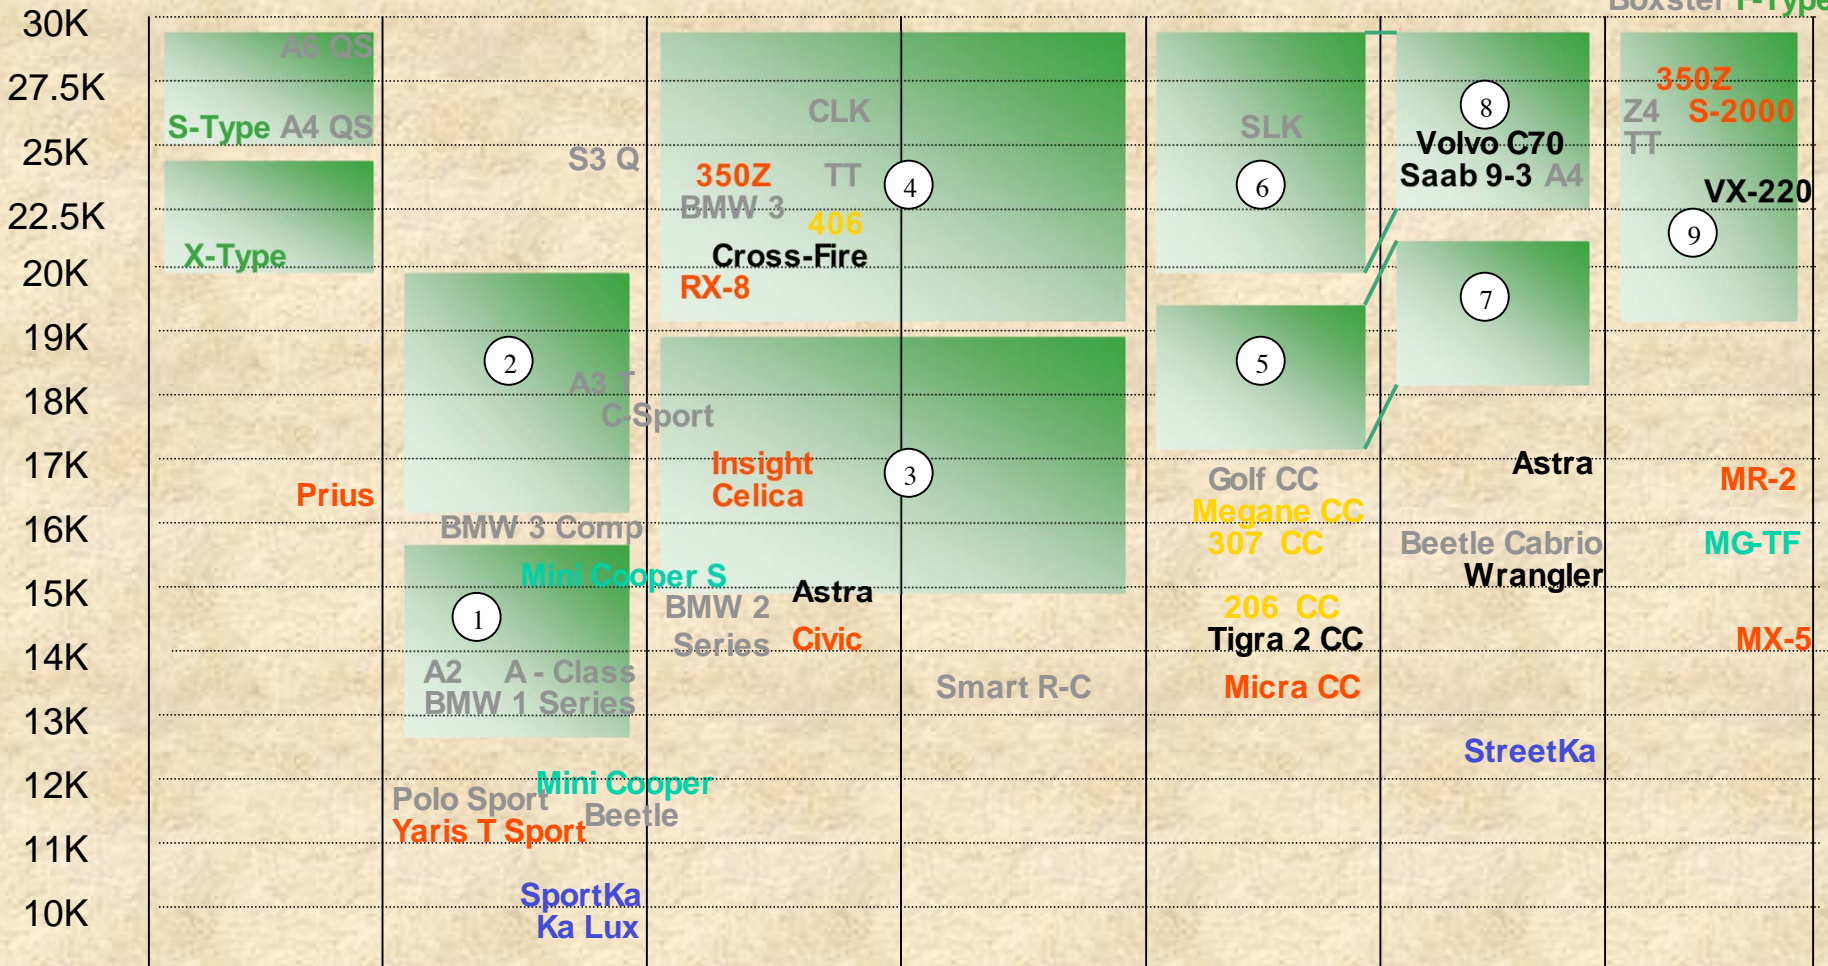 Boxster F-Type
30K
A6 QS
27.5K
350Z
CLK
8
Z4 S-2000
S-Type A4 QS
SLK
Volvo C70
TT
25K
S3 Q
350Z TT
4
6
Saab 9-3 A4
VX-220
22.5K
BMW 3
406
9
X-Type
Cross-Fire
20K
RX-8
7
19K
2
5
A3 T
18K
C-Sport
17K
Insight
3
Astra
Golf CC
MR-2
Prius
Celica
Megane CC
16K
BMW 3 Comp
307 CC
Beetle Cabrio
MG-TF
Mini Cooper S
Wrangler
15K
Astra
BMW 2
206 CC
1
Series
Civic
Tigra 2 CC
MX-5
14K
A2 A - Class
Smart R-C
Micra CC
BMW 1 Series
13K
StreetKa
12K
Mini Cooper
Polo Sport
Beetle
Yaris T Sport
11K
SportKa
10K
Ka Lux